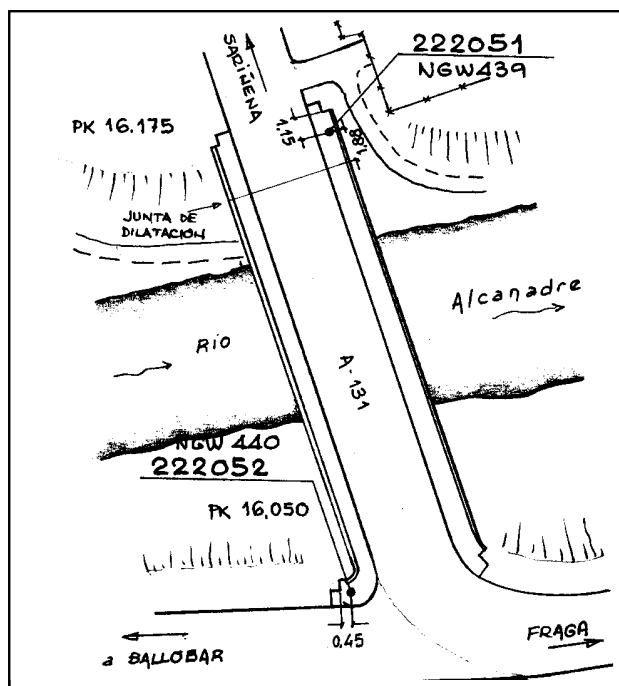 SARIÑENA
222051
NGW439
PK 16.175
1,15
1,88
JUNTA DE
DILATACIÓN
Alcanadre
RIO
A-131
NGW 440
222052
PK 16,050
0,45
FRAGA
a BALLOBAR